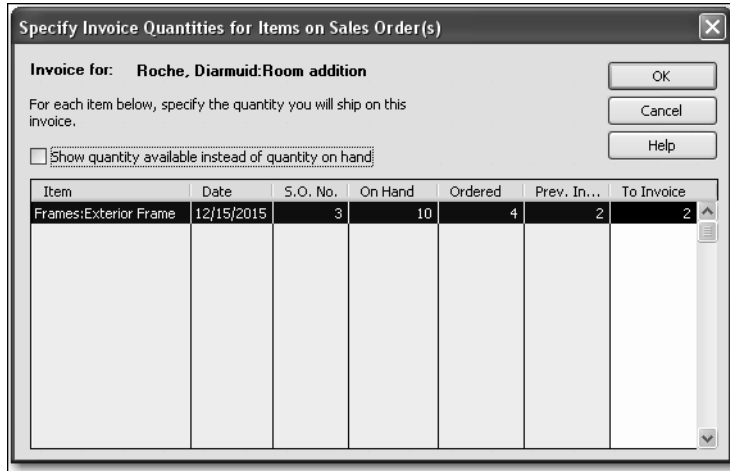 Specify Invoice Quantities for Items on Sales Order(s)
Invoice for: Roche, Diarmuid:Room addition
OK
For each item below, specify the quantity you will ship on this
invoice.
Cancel
Help
Show quantity available instead of quantity on hand
Item Date S.O. No. On Hand Ordered Prev. In... To Invoice
Frames:Exterior Frame 12/15/2015 3 10 4 2 2